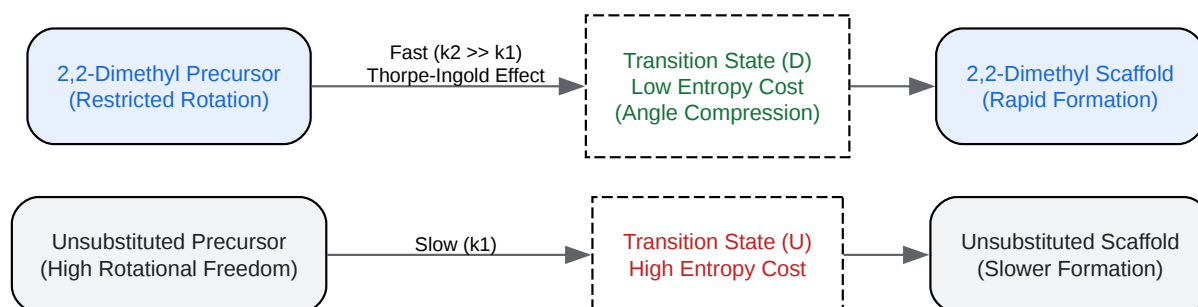 2,2-Dimethyl Precursor
(Restricted Rotation)
Fast (k2 >> k1)
Thorpe-Ingold Effect
Transition State (D)
Low Entropy Cost
(Angle Compression)
2,2-Dimethyl Scaffold
(Rapid Formation)
Unsubstituted Precursor
(High Rotational Freedom)
Slow (k1)
Transition State (U)
High Entropy Cost
Unsubstituted Scaffold
(Slower Formation)